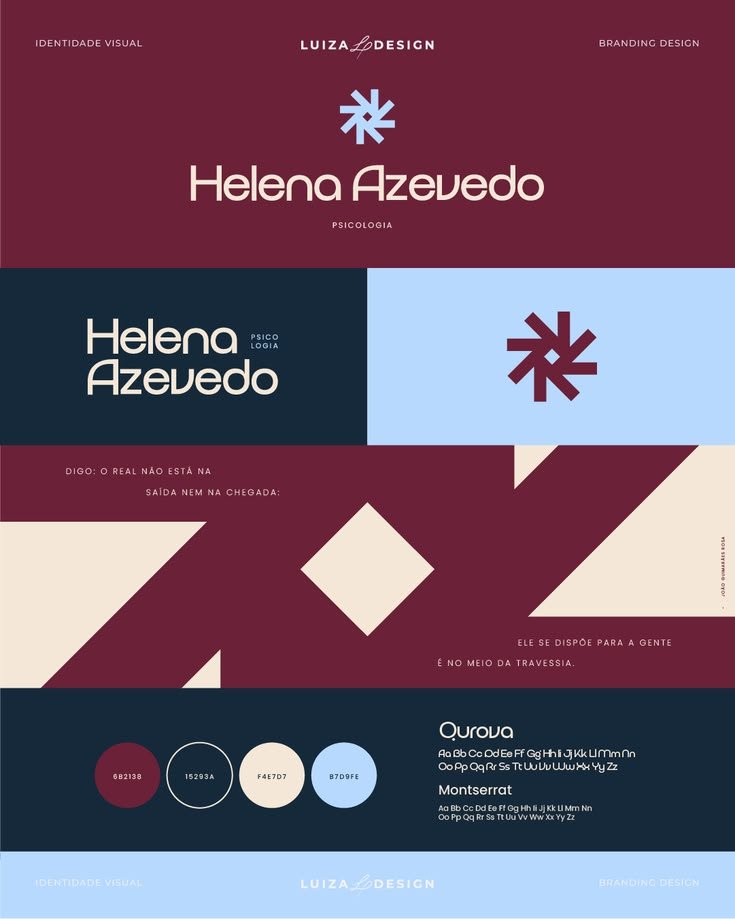 IDENTIDADE VISUAL
LUIZA LD DESIGN
BRANDING DESIGN
Helena Azevedo
PSICOLOGIA
Helena
Azevedo
PSICO
LOGIA
DIGO: O REAL NÃO ESTÁ NA
SAÍDA NEM NA CHEGADA:
- JOÃO GUIMARÃES ROSA
ELE SE DISPÕE PARA A GENTE
É NO MEIO DA TRAVESSIA.
6B2138
15293A
F4E7D7
B7D9FE
Qurova
Aa Bb Cc Dd Ee Ff Gg Hh Ii Jj Kk Ll Mm Nn
Oo Pp Qq Rr Ss Tt Uu Vv Ww Xx Yy Zz
Montserrat
Aa Bb Cc Dd Ee Ff Gg Hh Ii Jj Kk Ll Mm Nn
Oo Pp Qq Rr Ss Tt Uu Vv Ww Xx Yy Zz
IDENTIDADE VISUAL
LUIZA LD DESIGN
BRANDING DESIGN